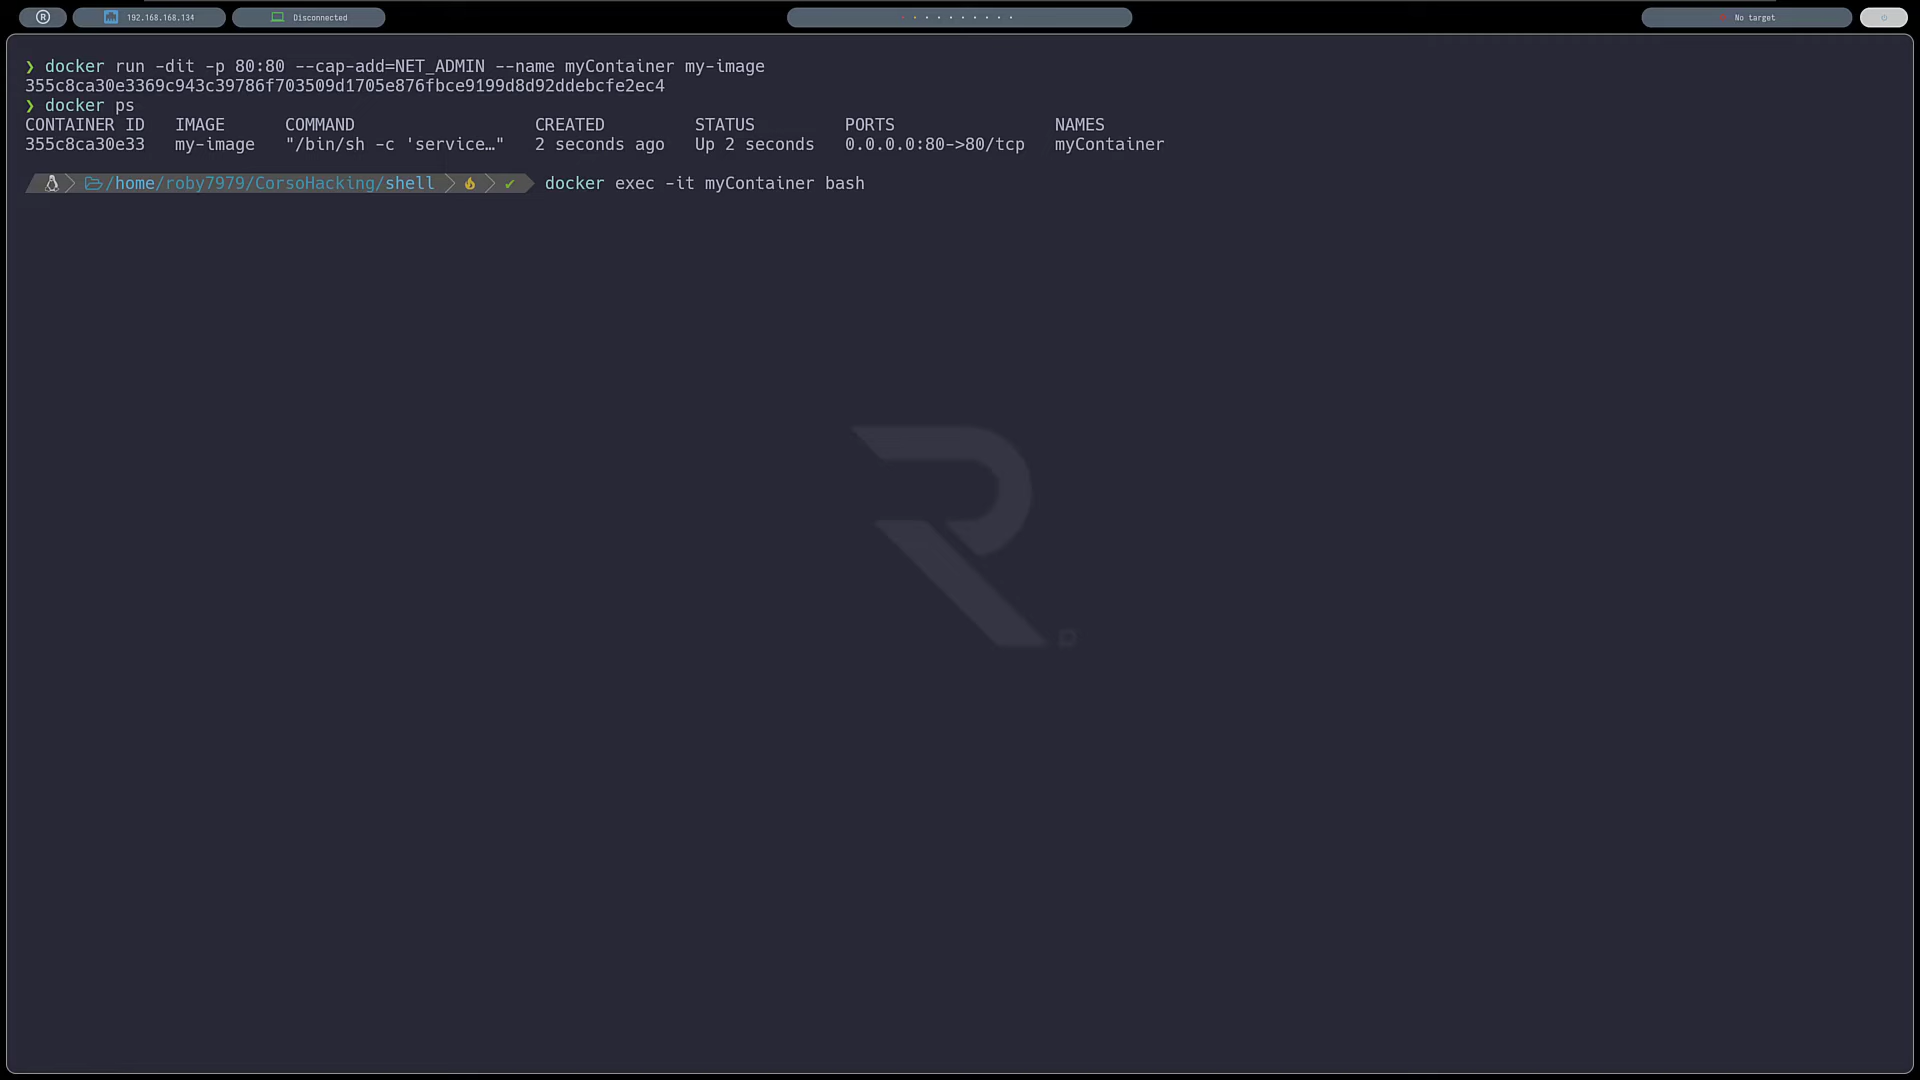 R 192.168.168.134 Disconnected No target
❯ docker run -dit -p 80:80 --cap-add=NET_ADMIN --name myContainer my-image
355c8ca30e3369c943c39786f703509d1705e876fbce9199d8d92ddebcfe2ec4
❯ docker ps
CONTAINER ID IMAGE COMMAND CREATED STATUS PORTS NAMES
355c8ca30e33 my-image "/bin/sh -c 'service…" 2 seconds ago Up 2 seconds 0.0.0.0:80->80/tcp myContainer
/home/roby7979/CorsoHacking/shell ✔ docker exec -it myContainer bash